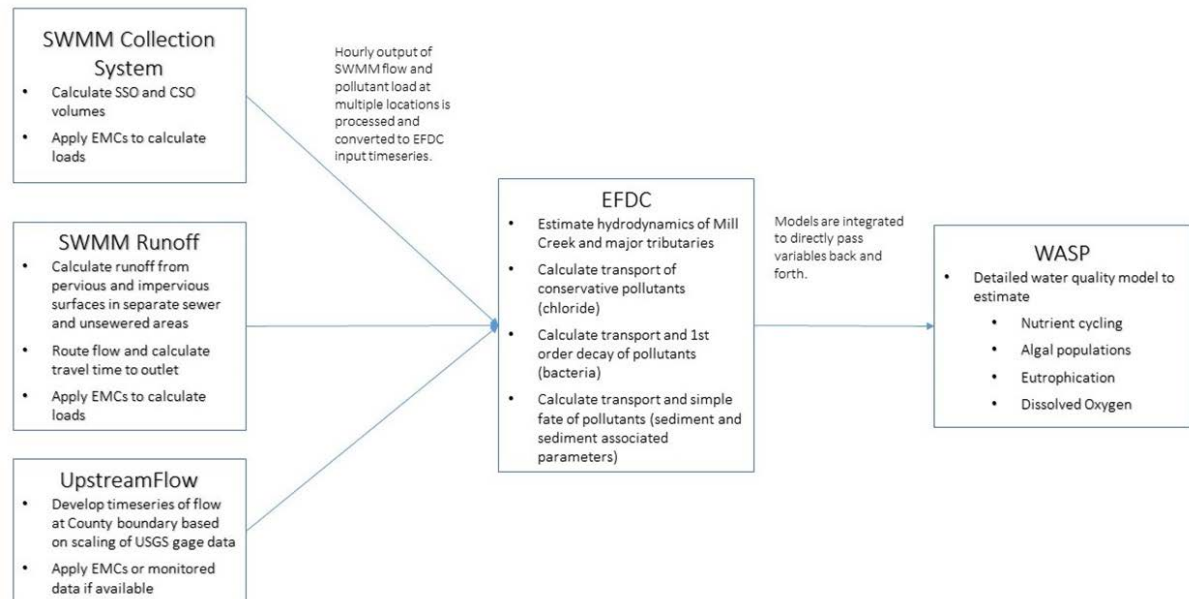 SWMM Collection
System
• Calculate SSO and CSO
volumes
• Apply EMCs to calculate
loads
Hourly output of
SWMM flow and
pollutant load at
multiple locations is
processed and
converted to EFDC
input timeseries.
SWMM Runoff
• Calculate runoff from
pervious and impervious
surfaces in separate sewer
and unsewered areas
• Route flow and calculate
travel time to outlet
• Apply EMCs to calculate
loads
UpstreamFlow
• Develop timeseries of flow
at County boundary based
on scaling of USGS gage data
• Apply EMCs or monitored
data if available
EFDC
• Estimate hydrodynamics of Mill
Creek and major tributaries
• Calculate transport of
conservative pollutants
(chloride)
• Calculate transport and 1st
order decay of pollutants
(bacteria)
• Calculate transport and simple
fate of pollutants (sediment and
sediment associated
parameters)
Models are integrated
to directly pass
variables back and
forth.
WASP
• Detailed water quality model to
estimate
• Nutrient cycling
• Algal populations
• Eutrophication
• Dissolved Oxygen